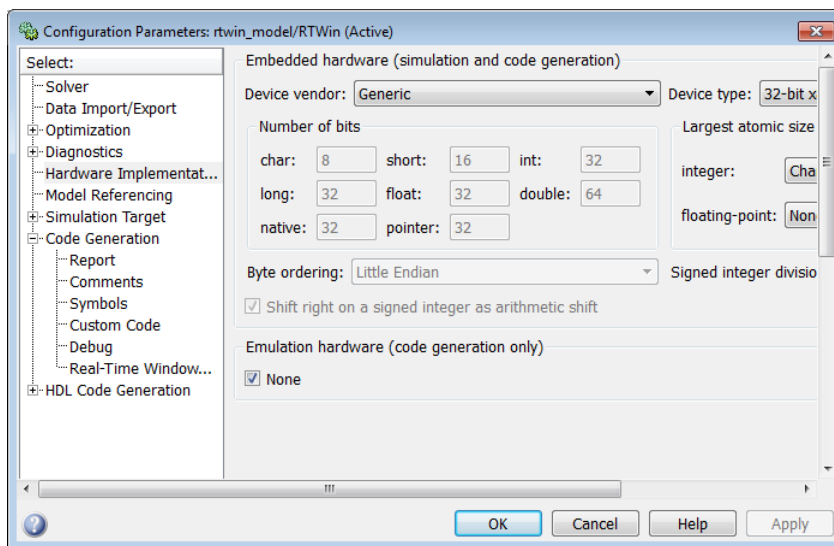 Configuration Parameters: rtwin_model/RTWin (Active)
Select:
Solver
Data Import/Export
Optimization
Diagnostics
Hardware Implementat...
Model Referencing
Simulation Target
Code Generation
Report
Comments
Symbols
Custom Code
Debug
Real-Time Window...
HDL Code Generation
Embedded hardware (simulation and code generation)
Device vendor: Generic Device type: 32-bit x
Number of bits
char: 8 short: 16 int: 32
long: 32 float: 32 double: 64
native: 32 pointer: 32
Largest atomic size
integer: Cha
floating-point: Non
Byte ordering: Little Endian Signed integer divisio
Shift right on a signed integer as arithmetic shift
Emulation hardware (code generation only)
None
OK Cancel Help Apply